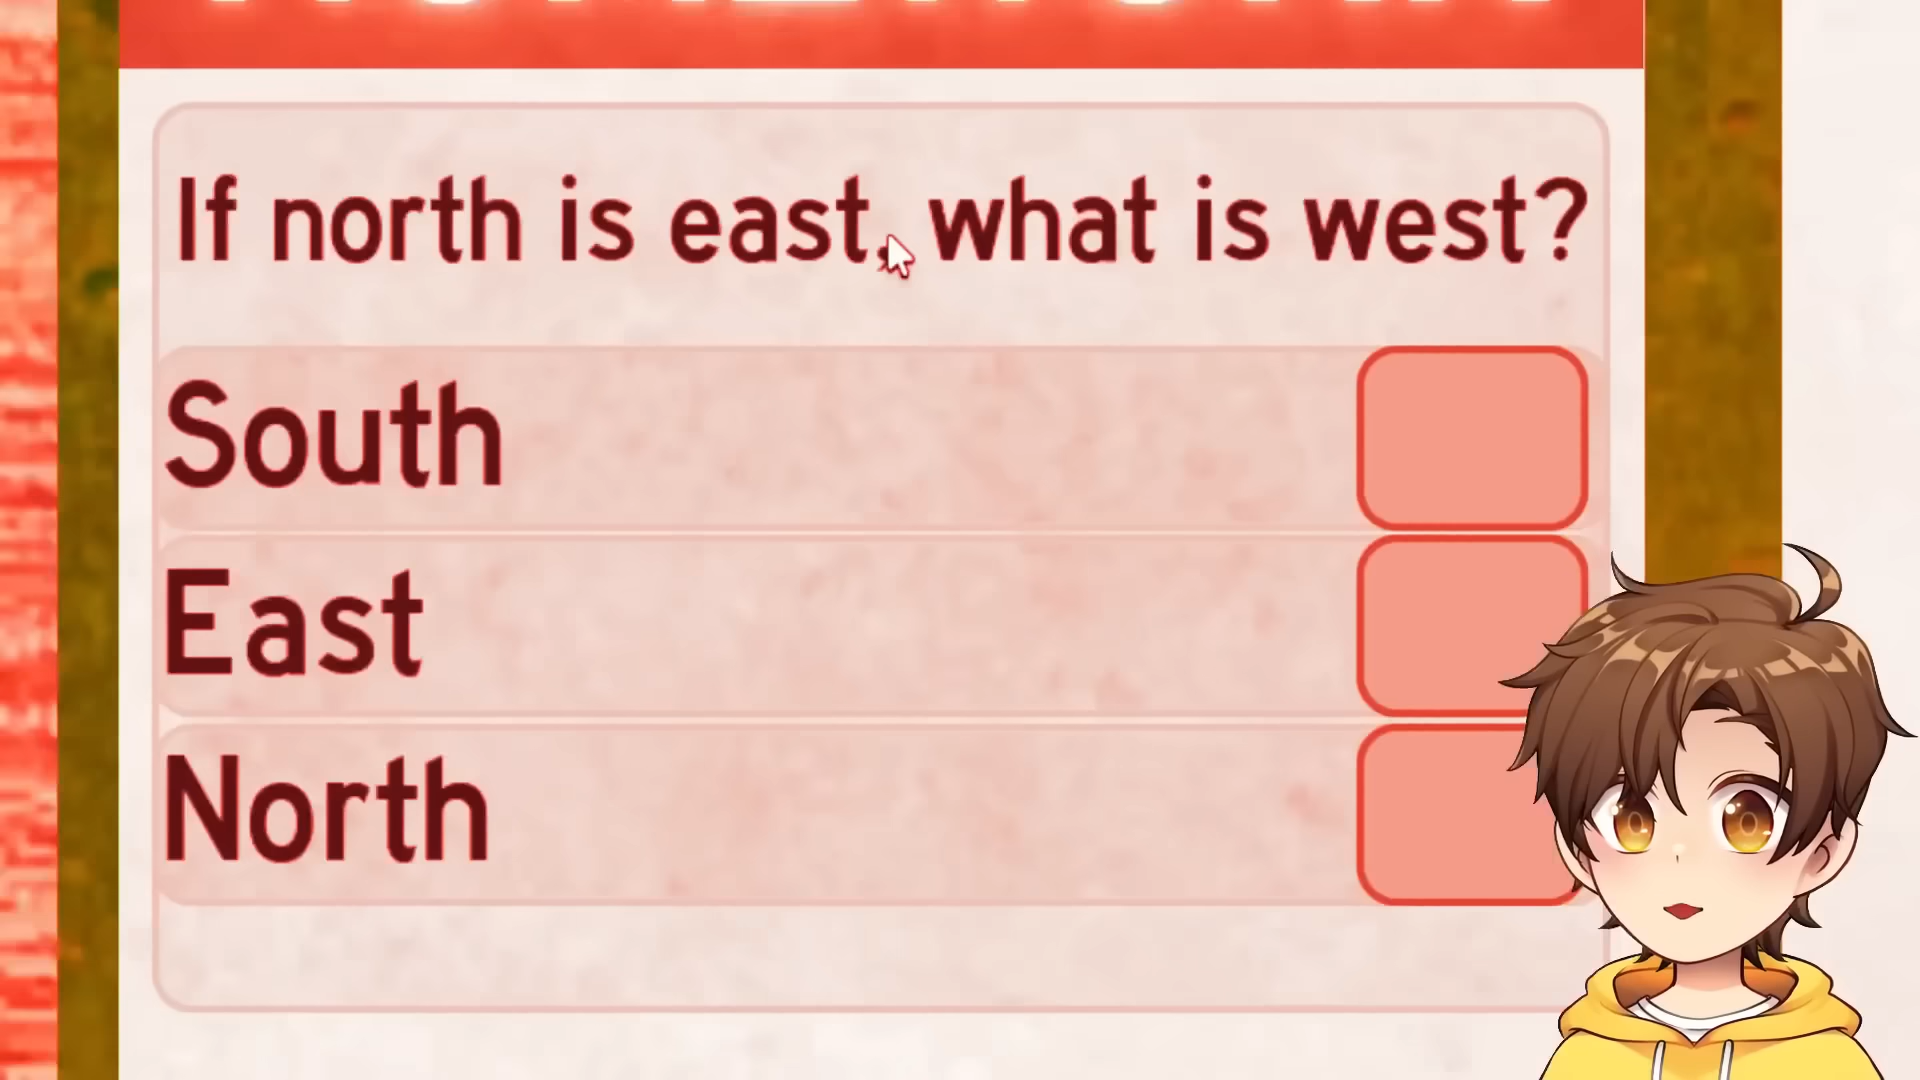 If north is east, what is west?
South
East
North